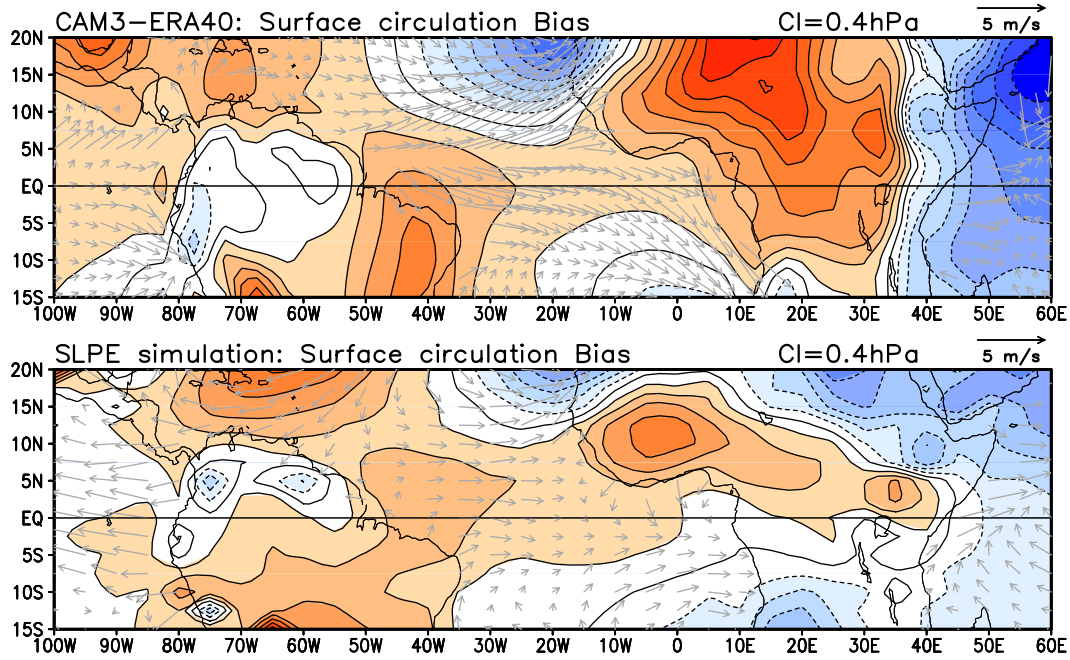 CAM3-ERA40: Surface circulation Bias CI=0.4hPa 5 m/s
20N
15N
10N
5N
EQ
5S
10S
15S
100W 90W 80W 70W 60W 50W 40W 30W 20W 10W 0 10E 20E 30E 40E 50E 60E
SLPE simulation: Surface circulation Bias CI=0.4hPa 5 m/s
20N
15N
10N
5N
EQ
5S
10S
15S
100W 90W 80W 70W 60W 50W 40W 30W 20W 10W 0 10E 20E 30E 40E 50E 60E